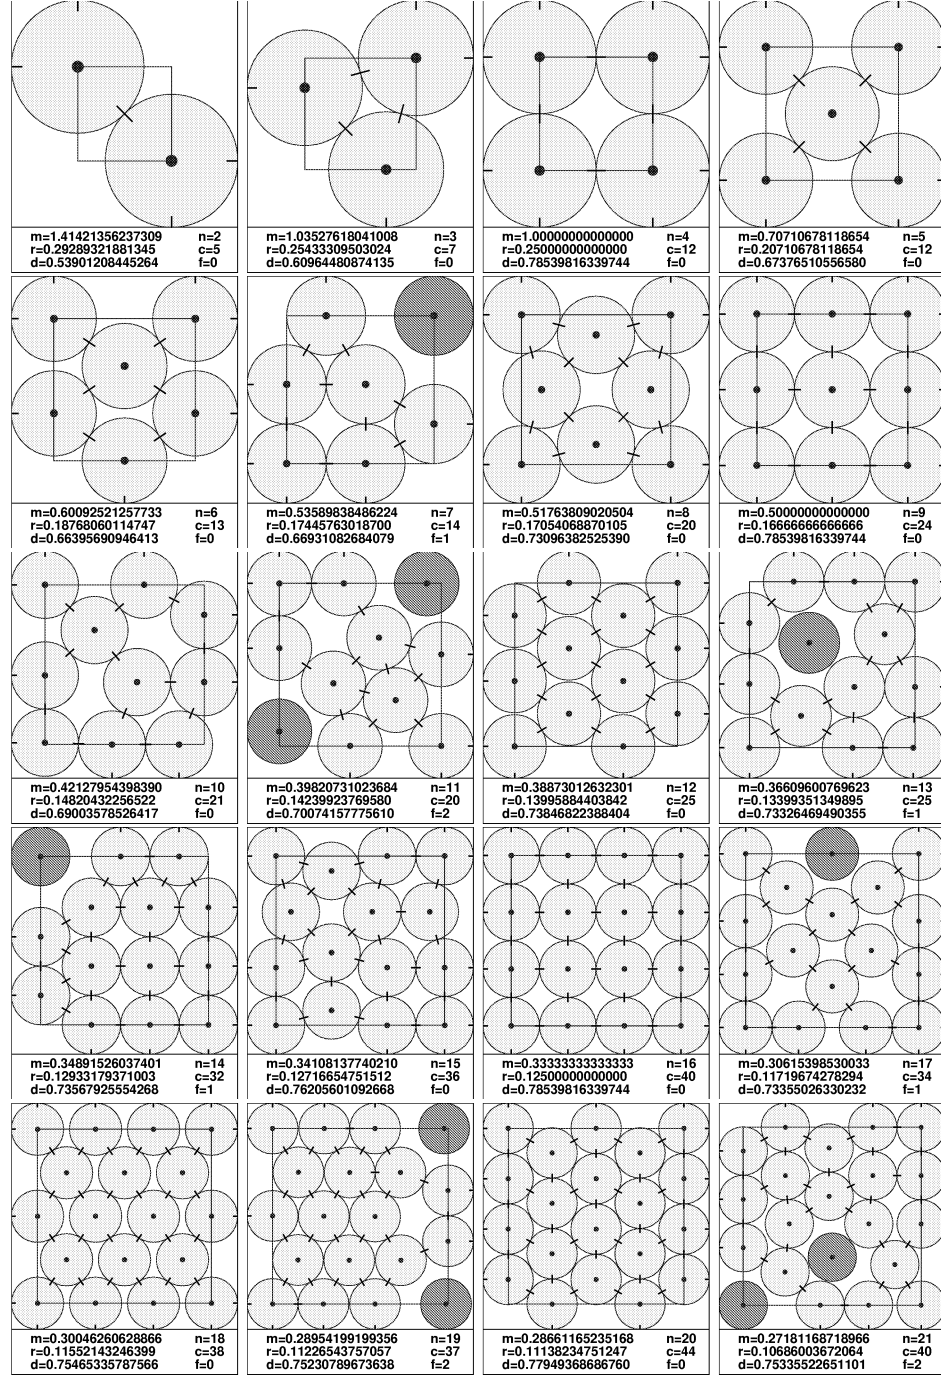 m=1.41421356237309 n=2
r=0.29289321881345 c=5
d=0.53901208445264 f=0
m=1.03527618041008 n=3
r=0.25433309503024 c=7
d=0.60964480874135 f=0
m=1.00000000000000 n=4
r=0.25000000000000 c=12
d=0.78539816339744 f=0
m=0.70710678118654 n=5
r=0.20710678118654 c=12
d=0.67376510556580 f=0
m=0.60092521257733 n=6
r=0.18768060114747 c=13
d=0.66395690946413 f=0
m=0.53589838486224 n=7
r=0.17445763018700 c=14
d=0.66931082684079 f=1
m=0.51763809020504 n=8
r=0.17054068870105 c=20
d=0.73096382525390 f=0
m=0.50000000000000 n=9
r=0.16666666666666 c=24
d=0.78539816339744 f=0
m=0.42127954398390 n=10
r=0.14820432256522 c=21
d=0.69003578526417 f=0
m=0.39820731023684 n=11
r=0.14239923769580 c=20
d=0.70074157775610 f=2
m=0.38873012632301 n=12
r=0.13995884403842 c=25
d=0.73846822388404 f=0
m=0.36609600769623 n=13
r=0.13399351349895 c=25
d=0.73326469490355 f=1
m=0.34891526037401 n=14
r=0.12933179371003 c=32
d=0.73567925554268 f=1
m=0.34108137740210 n=15
r=0.12716654751512 c=36
d=0.76205601092668 f=0
m=0.33333333333333 n=16
r=0.12500000000000 c=40
d=0.78539816339744 f=0
m=0.30615398530033 n=17
r=0.11719674278294 c=34
d=0.73355026330232 f=1
m=0.30046260628866 n=18
r=0.11552143246399 c=38
d=0.75465335787566 f=0
m=0.28954199199356 n=19
r=0.11226543757057 c=37
d=0.75230789673638 f=2
m=0.28661165235168 n=20
r=0.11138234751247 c=44
d=0.77949368686760 f=0
m=0.27181168718966 n=21
r=0.10686003672064 c=40
d=0.75335522651101 f=2